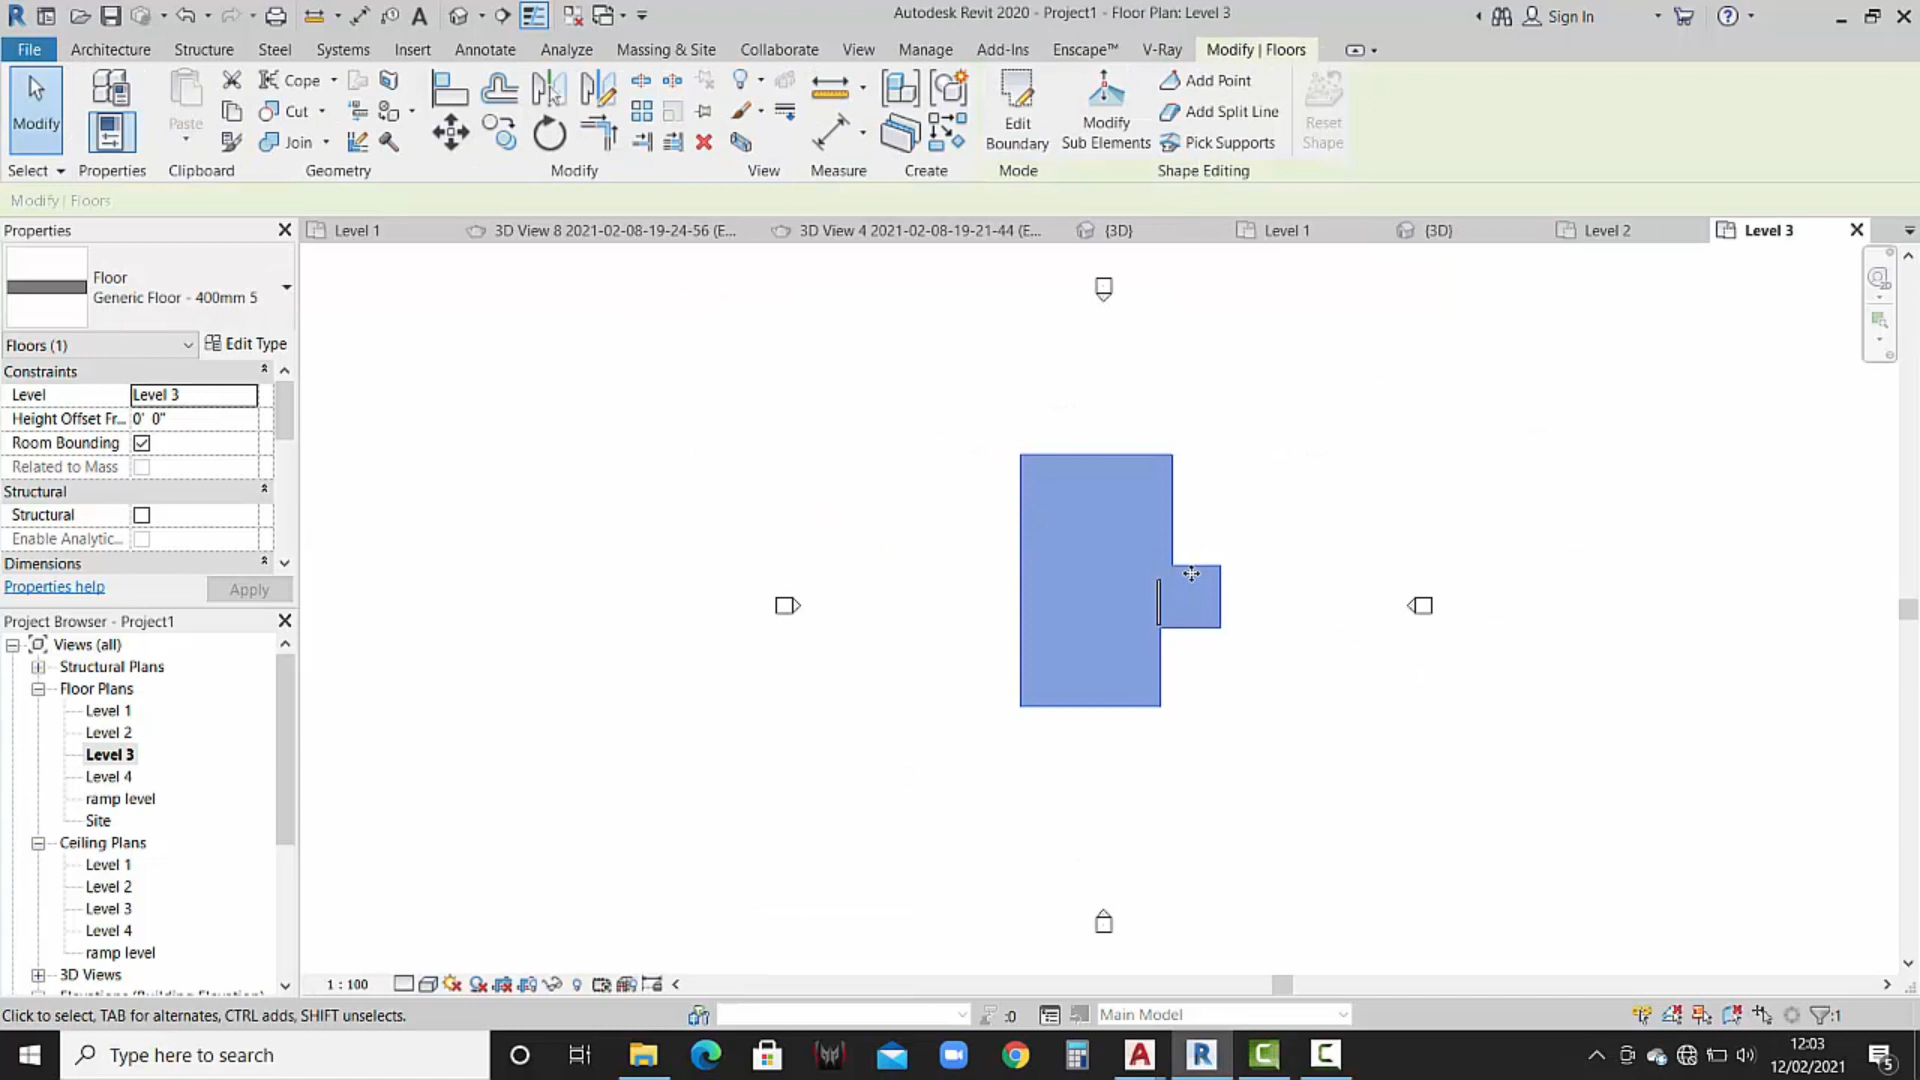 Autodesk Revit 2020 - Project1 - Floor Plan: Level 3
Sign In
File Architecture Structure Steel Systems Insert Annotate Analyze Massing & Site Collaborate View Manage Add-Ins Enscape™ V-Ray Modify | Floors
Modify
Paste
Cope
Cut
Join
Edit
Boundary
Modify
Sub Elements
Add Point
Add Split Line
Pick Supports
Reset
Shape
Select Properties Clipboard Geometry Modify View Measure Create Mode Shape Editing
Modify | Floors
Properties
Level 1 3D View 8 2021-02-08-19-24-56 (E... 3D View 4 2021-02-08-19-21-44 (E... {3D} Level 1 {3D} Level 2 Level 3
2D
Floor
Generic Floor - 400mm 5
Floors (1) Edit Type
Constraints
Level Level 3
Height Offset Fr... 0' 0"
Room Bounding
Related to Mass
Structural
Structural
Enable Analytic...
Dimensions
Properties help Apply
Project Browser - Project1
Views (all)
Structural Plans
Floor Plans
Level 1
Level 2
Level 3
Level 4
ramp level
Site
Ceiling Plans
Level 1
Level 2
Level 3
Level 4
ramp level
3D Views
Elevations (Building Elevation)
1 : 100
Click to select, TAB for alternates, CTRL adds, SHIFT unselects. :0 Main Model :1
Type here to search
12:03
12/02/2021
5